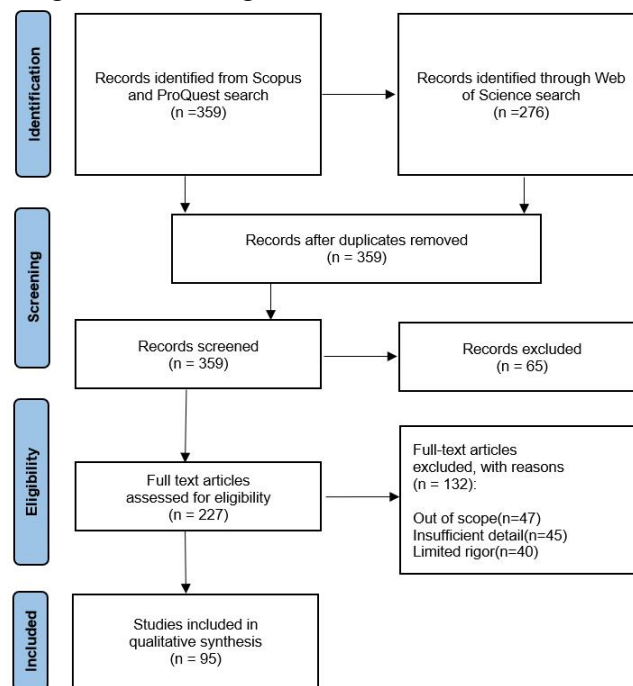 Identification
Records identified from Scopus
and ProQuest search
(n =359)
Records identified through Web
of Science search
(n =276)
Screening
Records after duplicates removed
(n = 359)
Records screened
(n = 359)
Records excluded
(n = 65)
Eligibility
Full text articles
assessed for eligibility
(n = 227)
Full-text articles
excluded, with reasons
(n = 132):
Out of scope(n=47)
Insufficient detail(n=45)
Limited rigor(n=40)
Included
Studies included in
qualitative synthesis
(n = 95)